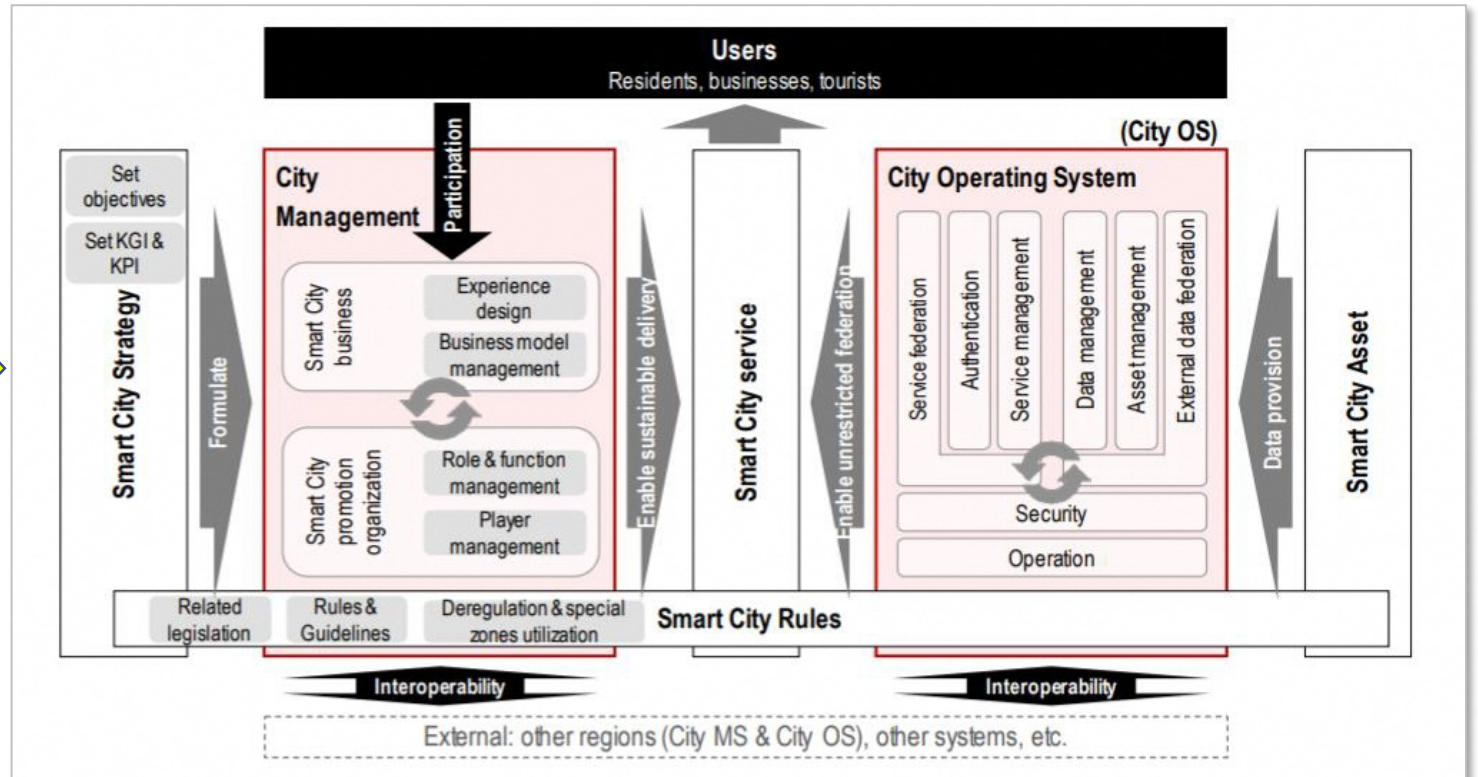 Users
Residents, businesses, tourists
Participation
(City OS)
Set
objectives
Set KGI &
KPI
Smart City Strategy
Formulate
City
Management
Smart City
business
Experience
design
Business model
management
Smart City
promotion
organization
Role & function
management
Player
management
Enable sustainable delivery
Smart City service
Enable unrestricted federation
City Operating System
Service federation
Authentication
Service management
Data management
Asset management
External data federation
Security
Operation
Data provision
Smart City Asset
Related
legislation
Rules &
Guidelines
Deregulation & special
zones utilization
Smart City Rules
Interoperability
Interoperability
External: other regions (City MS & City OS), other systems, etc.